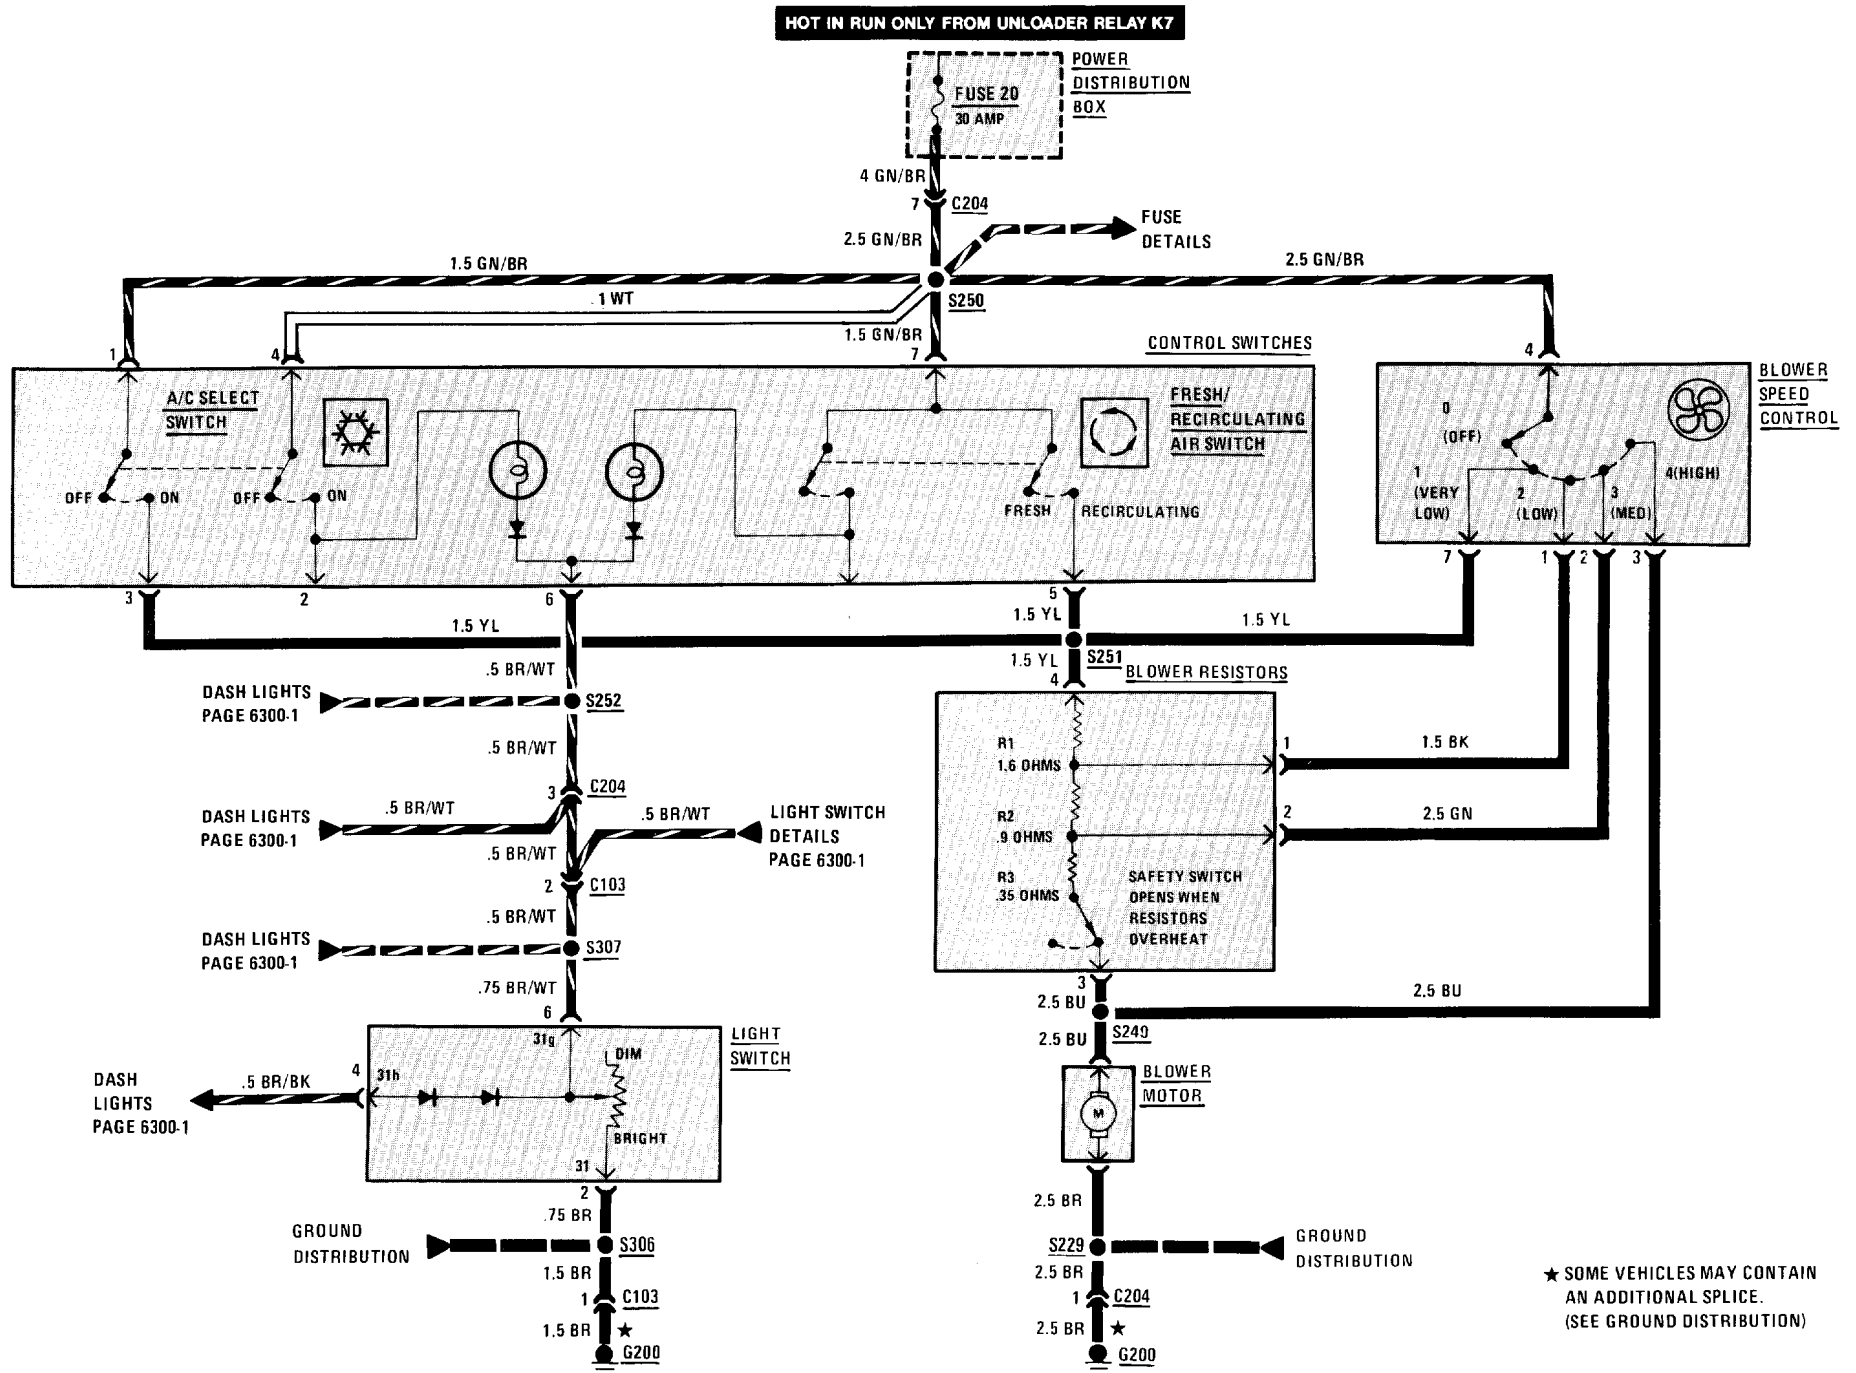 HOT IN RUN ONLY FROM UNLOADER RELAY K7
POWER
DISTRIBUTION
BOX
FUSE 20
30 AMP
4 GN/BR
7
C204
2.5 GN/BR
FUSE
DETAILS
1.5 GN/BR
2.5 GN/BR
.1 WT
S250
1.5 GN/BR
1
4
7
4
CONTROL SWITCHES
A/C SELECT
SWITCH
OFF
ON
OFF
ON
FRESH/
RECIRCULATING
AIR SWITCH
FRESH
RECIRCULATING
BLOWER
SPEED
CONTROL
0
(OFF)
1
(VERY
LOW)
2
(LOW)
3
(MED)
4(HIGH)
3
2
6
5
7
1
2
3
1.5 YL
1.5 YL
1.5 YL
S251
1.5 YL
4
BLOWER RESISTORS
.5 BR/WT
DASH LIGHTS
PAGE 6300-1
S252
.5 BR/WT
3
C204
DASH LIGHTS
PAGE 6300-1
.5 BR/WT
.5 BR/WT
LIGHT SWITCH
DETAILS
PAGE 6300-1
.5 BR/WT
2
C103
.5 BR/WT
DASH LIGHTS
PAGE 6300-1
S307
.75 BR/WT
6
R1
1.6 OHMS
1
1.5 BK
R2
.9 OHMS
2
2.5 GN
R3
.35 OHMS
SAFETY SWITCH
OPENS WHEN
RESISTORS
OVERHEAT
3
2.5 BU
2.5 BU
S249
2.5 BU
LIGHT
SWITCH
31g
DIM
4
31h
BRIGHT
31
DASH
LIGHTS
PAGE 6300-1
.5 BR/BK
2
.75 BR
GROUND
DISTRIBUTION
S306
1.5 BR
1
C103
1.5 BR
★
G200
BLOWER
MOTOR
M
2.5 BR
S229
GROUND
DISTRIBUTION
2.5 BR
1
C204
2.5 BR
★
G200
★ SOME VEHICLES MAY CONTAIN
AN ADDITIONAL SPLICE.
(SEE GROUND DISTRIBUTION)